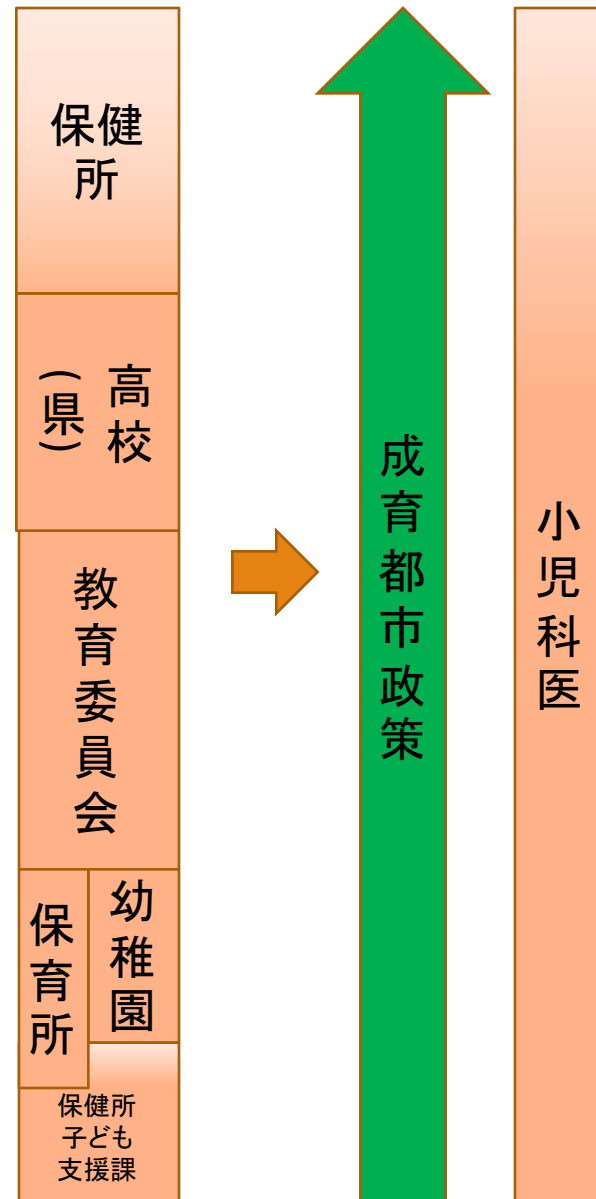 保健
所
高校
(県)
教育委員会
保育所
幼稚園
保健所
子ども
支援課
成育都市政策
小児科医